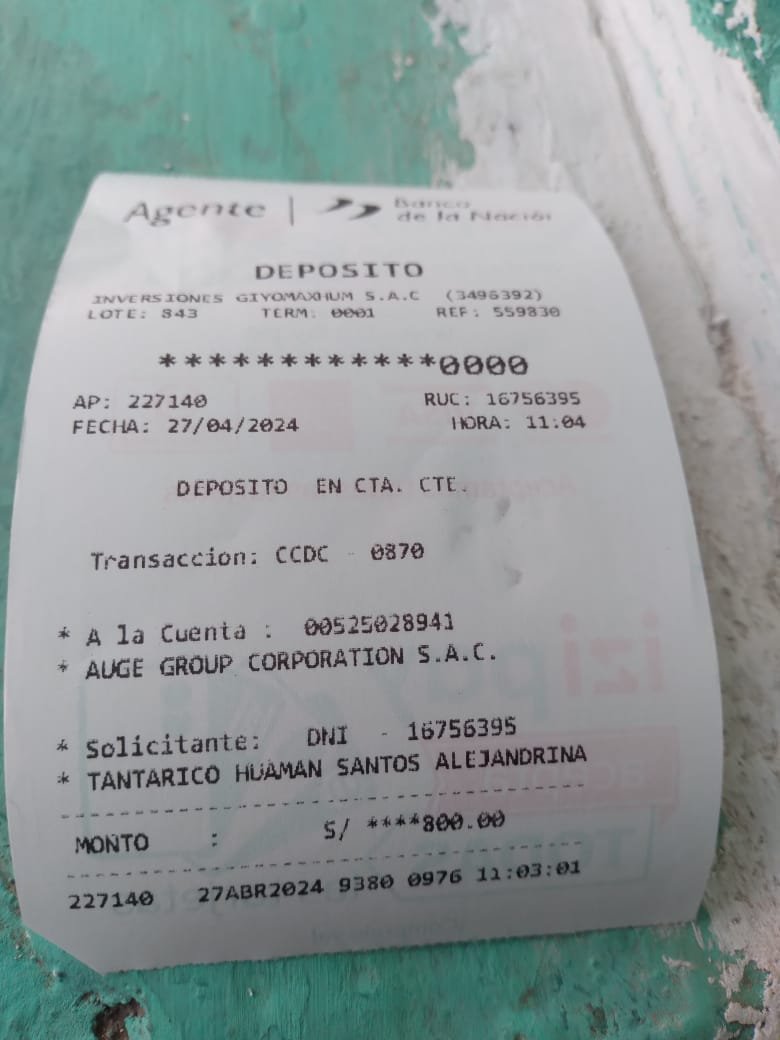 Agente | Banco
de la Nación
DEPOSITO
INVERSIONES GIYOMAXHUM S.A.C (3496392)
LOTE: 843 TERM: 0001 REF: 559830
************0000
AP: 227140 RUC: 16756395
FECHA: 27/04/2024 HORA: 11:04
DEPOSITO EN CTA. CTE.
Transaccion: CCDC - 0870
* A la Cuenta : 00525028941
* AUGE GROUP CORPORATION S.A.C.
* Solicitante: DNI - 16756395
* TANTARICO HUAMAN SANTOS ALEJANDRINA
MONTO : S/ ****800.00
227140 27ABR2024 9380 0976 11:03:01